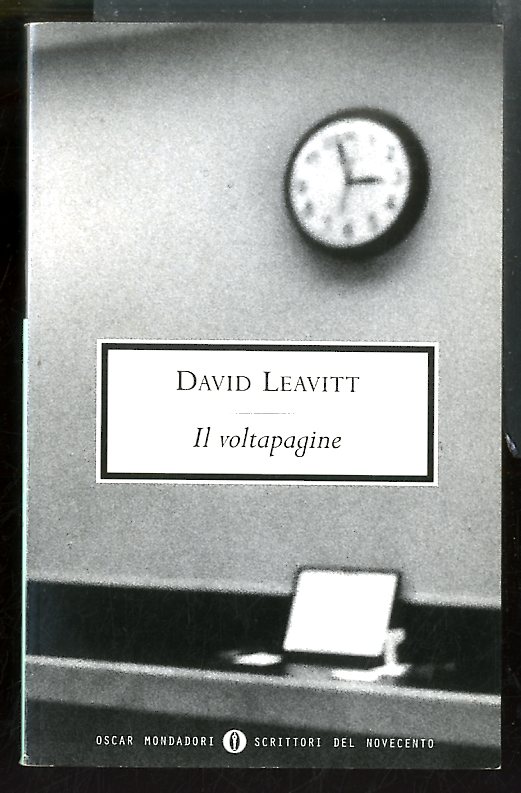 DAVID LEAVITT
Il voltapagine
OSCAR MONDADORI SCRITTORI DEL NOVECENTO